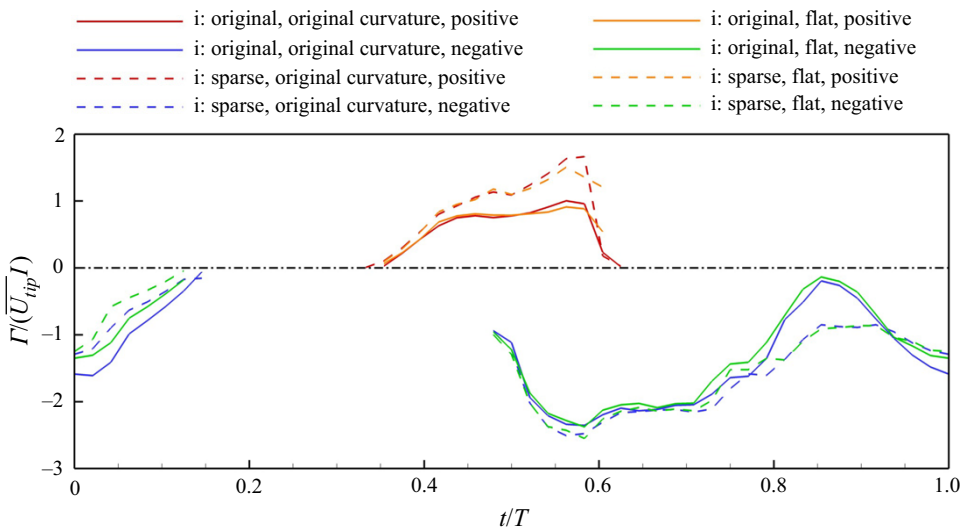 i: original, original curvature, positive
i: original, flat, positive
i: original, original curvature, negative
i: original, flat, negative
i: sparse, original curvature, positive
i: sparse, flat, positive
i: sparse, original curvature, negative
i: sparse, flat, negative
2
1
0
−1
−2
−3
Γ/(U̅_tip l)
0
0.2
0.4
0.6
0.8
1.0
t/T